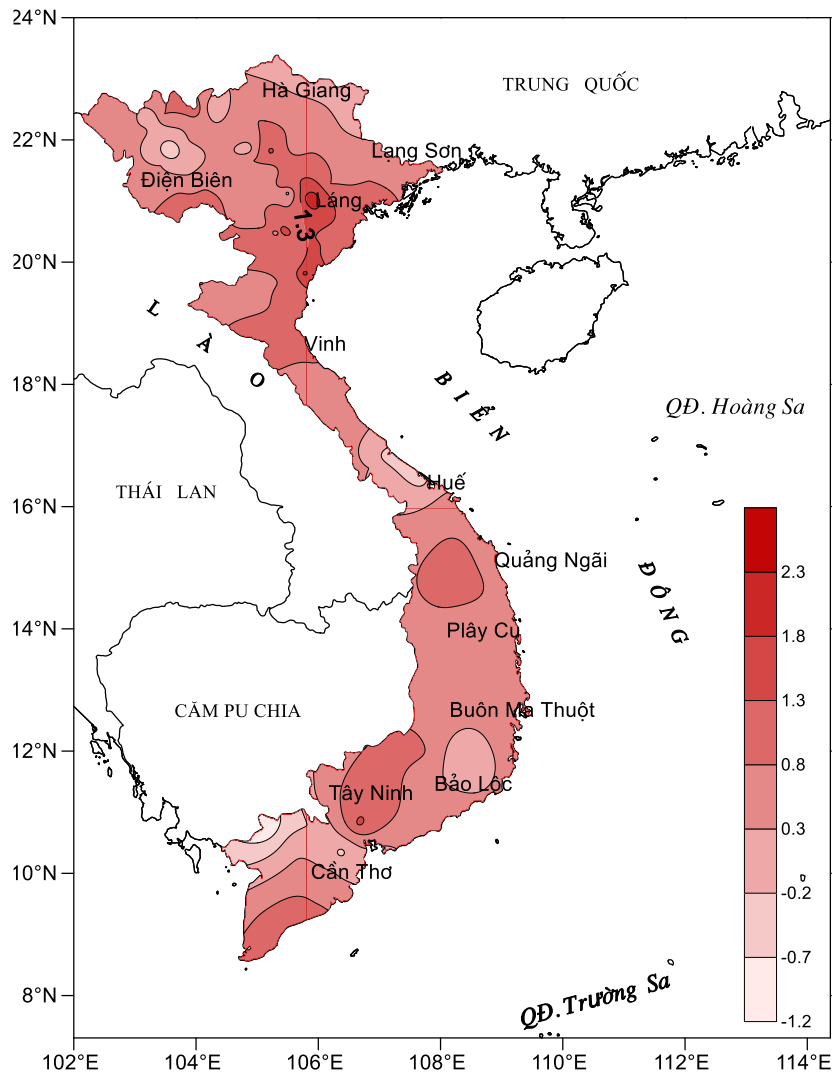 24°N
TRUNG QUỐC
Hà Giang
22°N
Lạng Sơn
Điện Biên
Láng
1.3
20°N
LÀO
Vinh
18°N
BIỂN
QĐ. Hoàng Sa
THÁI LAN
Huế
16°N
Quảng Ngãi
ĐÔNG
2.3
14°N
Plây Cu
1.8
CĂM PU CHIA
Buôn Ma Thuột
1.3
12°N
0.8
Bảo Lộc
Tây Ninh
0.3
10°N
Cần Thơ
-0.2
-0.7
8°N
QĐ. Trường Sa
-1.2
102°E 104°E 106°E 108°E 110°E 112°E 114°E